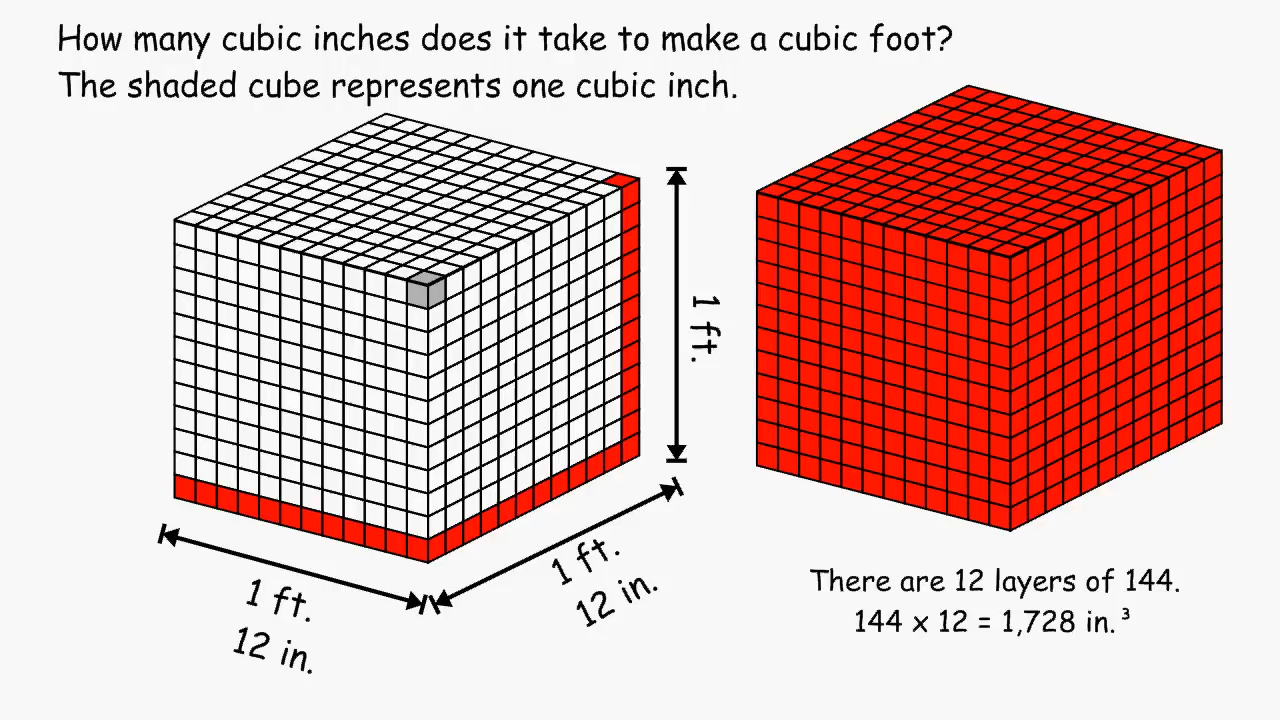 How many cubic inches does it take to make a cubic foot?
The shaded cube represents one cubic inch.
1 ft.
1 ft.
12 in.
1 ft.
12 in.
There are 12 layers of 144.
144 x 12 = 1,728 in.³